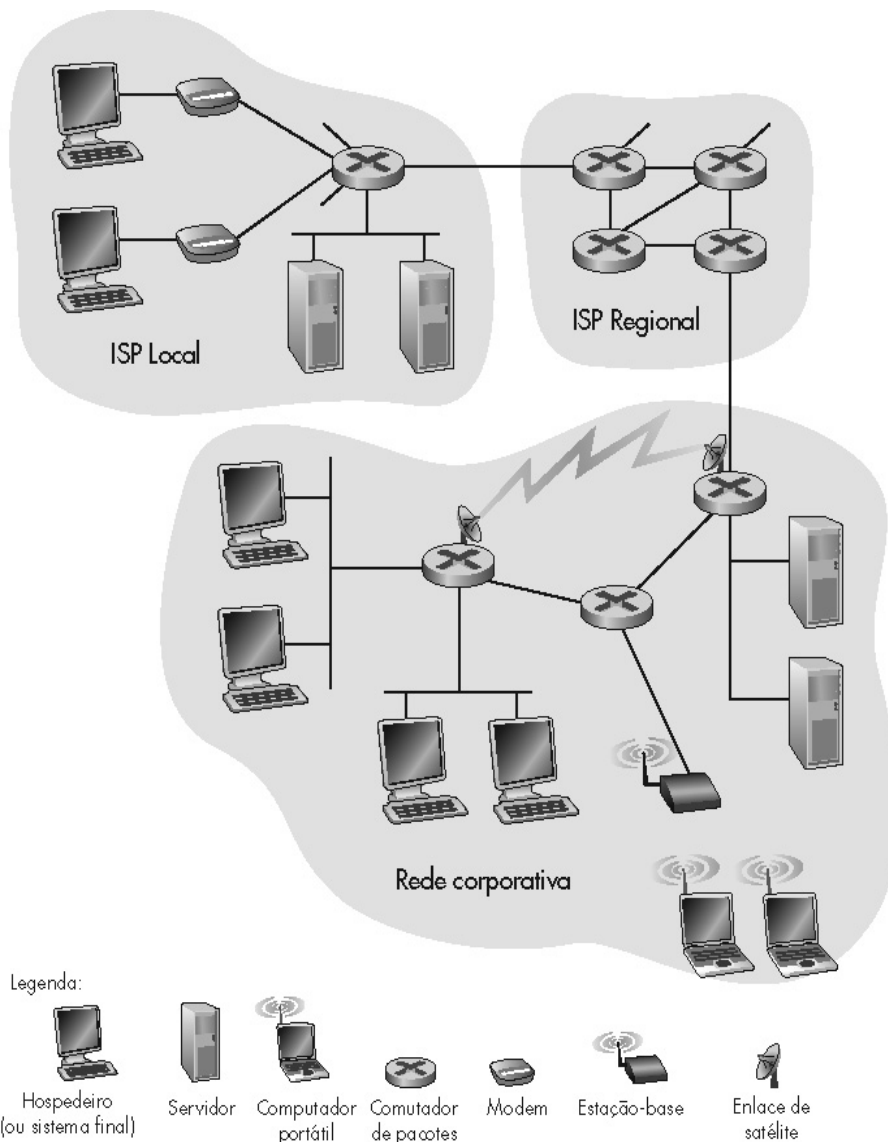 ISP Local
ISP Regional
Rede corporativa
Legenda:
Hospedeiro
(ou sistema final)
Servidor
Computador
portátil
Comutador
de pacotes
Modem
Estação-base
Enlace de
satélite